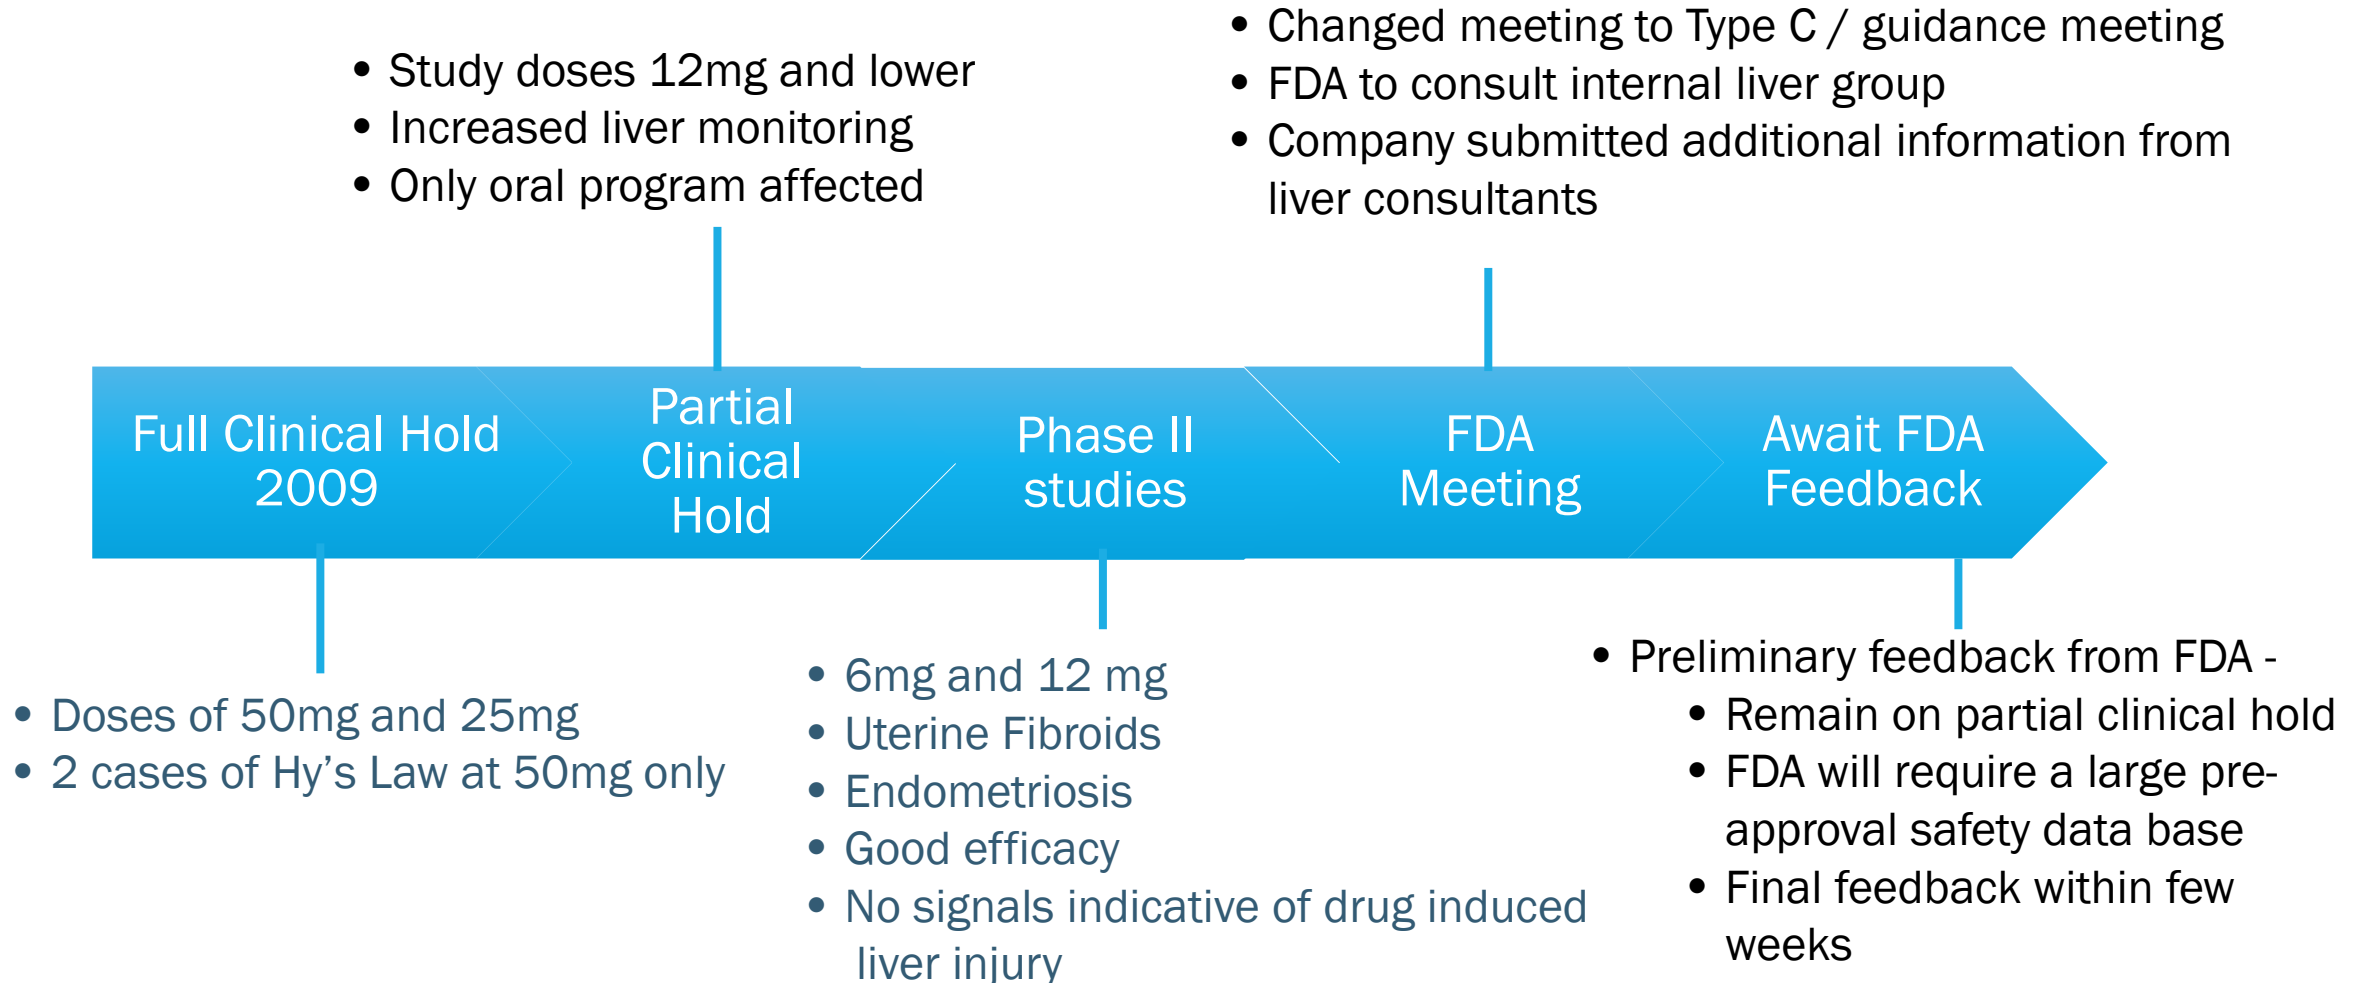 • Study doses 12mg and lower
• Increased liver monitoring
• Only oral program affected
• Changed meeting to Type C / guidance meeting
• FDA to consult internal liver group
• Company submitted additional information from
liver consultants
Full Clinical Hold
2009
Partial
Clinical
Hold
Phase II
studies
FDA
Meeting
Await FDA
Feedback
• Doses of 50mg and 25mg
• 2 cases of Hy’s Law at 50mg only
• 6mg and 12 mg
• Uterine Fibroids
• Endometriosis
• Good efficacy
• No signals indicative of drug induced
liver injury
• Preliminary feedback from FDA -
• Remain on partial clinical hold
• FDA will require a large pre-
approval safety data base
• Final feedback within few
weeks